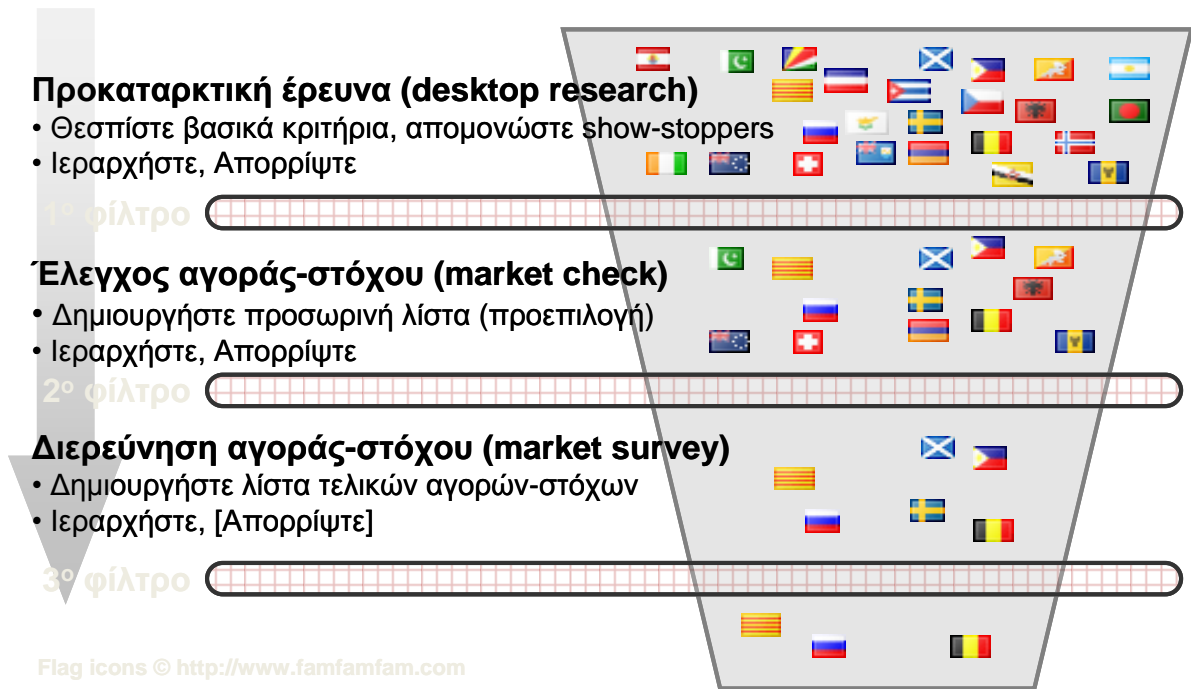 Προκαταρκτική έρευνα (desktop research)
• Θεσπίστε βασικά κριτήρια, απομονώστε show-stoppers
• Ιεραρχήστε, Απορρίψτε
1ο φίλτρο
Έλεγχος αγοράς-στόχου (market check)
• Δημιουργήστε προσωρινή λίστα (προεπιλογή)
• Ιεραρχήστε, Απορρίψτε
2ο φίλτρο
Διερεύνηση αγοράς-στόχου (market survey)
• Δημιουργήστε λίστα τελικών αγορών-στόχων
• Ιεραρχήστε, [Απορρίψτε]
3ο φίλτρο
Flag icons © http://www.famfamfam.com